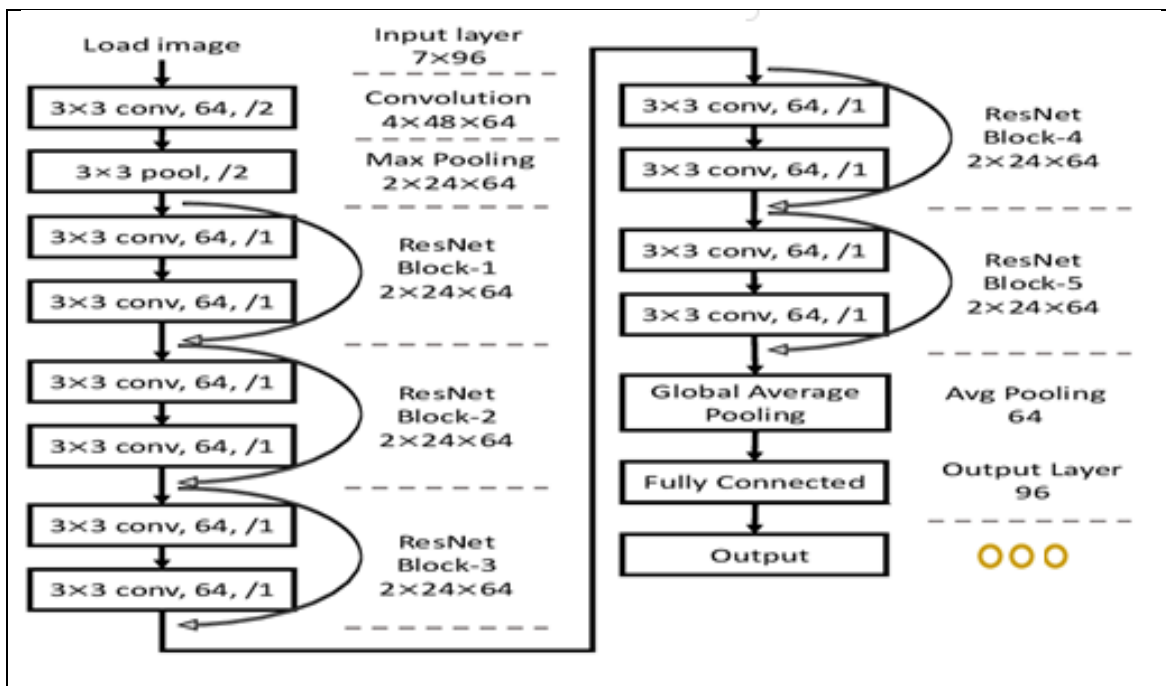 Load image
3×3 conv, 64, /2
3×3 pool, /2
3×3 conv, 64, /1
3×3 conv, 64, /1
3×3 conv, 64, /1
3×3 conv, 64, /1
3×3 conv, 64, /1
3×3 conv, 64, /1
Input layer
7×96
Convolution
4×48×64
Max Pooling
2×24×64
ResNet
Block-1
2×24×64
ResNet
Block-2
2×24×64
ResNet
Block-3
2×24×64
3×3 conv, 64, /1
3×3 conv, 64, /1
3×3 conv, 64, /1
3×3 conv, 64, /1
Global Average
Pooling
Fully Connected
Output
ResNet
Block-4
2×24×64
ResNet
Block-5
2×24×64
Avg Pooling
64
Output Layer
96